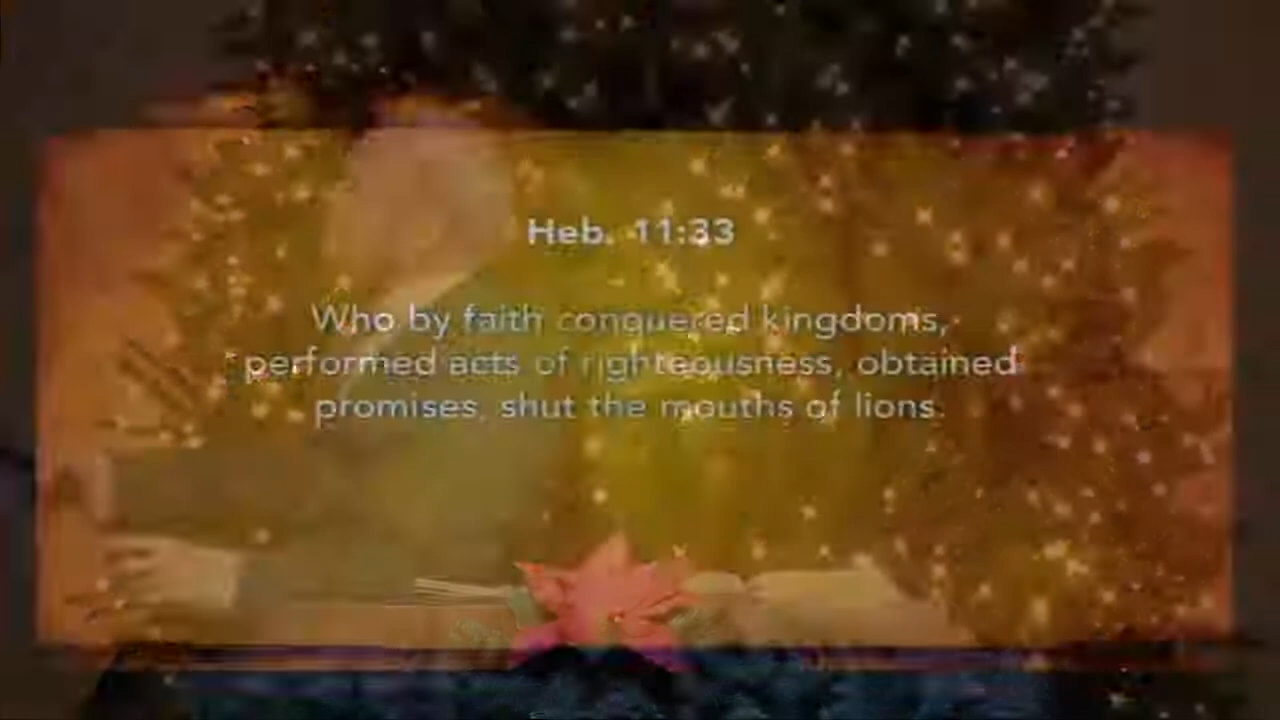 Heb. 11:33
Who by faith conquered kingdoms,
performed acts of righteousness, obtained
promises, shut the mouths of lions.